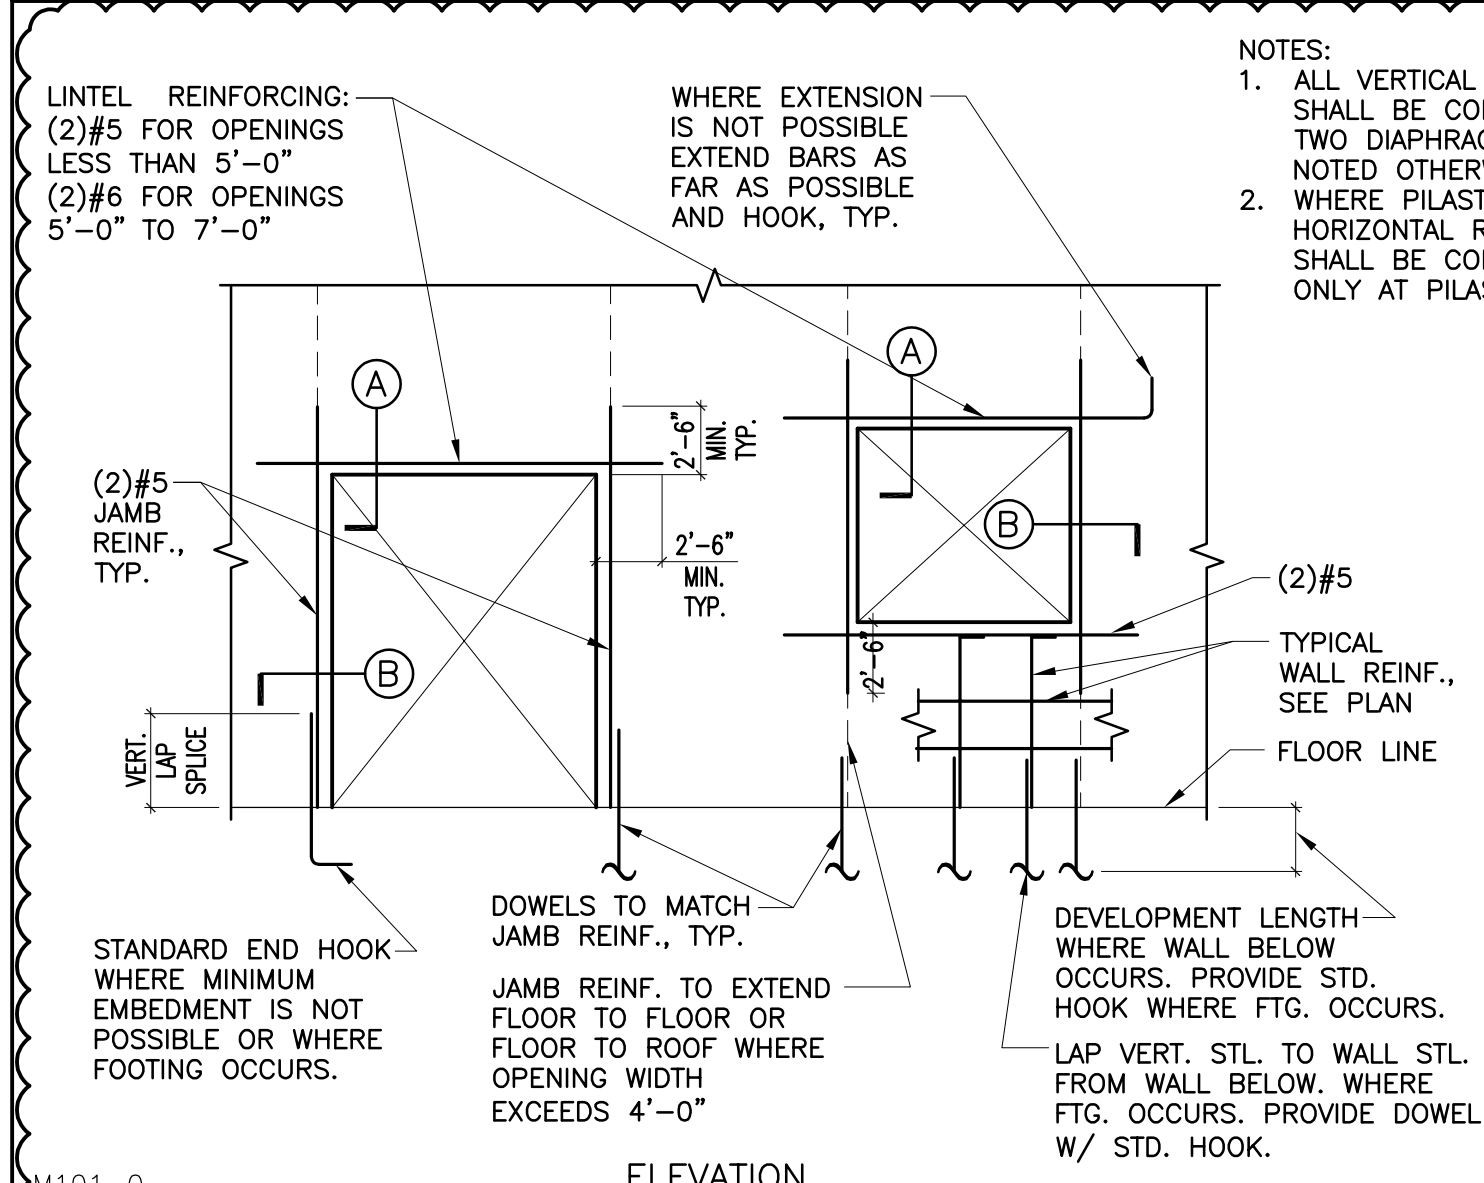 LINTEL REINFORCING:
(2)#5 FOR OPENINGS
LESS THAN 5'-0"
(2)#6 FOR OPENINGS
5'-0" TO 7'-0"
WHERE EXTENSION
IS NOT POSSIBLE
EXTEND BARS AS
FAR AS POSSIBLE
AND HOOK, TYP.
NOTES:
1. ALL VERTICAL
SHALL BE
TWO
NOTED
2. WHERE
HORIZONTAL
SHALL BE
ONLY AT
A
A
2'-6"
MIN.
TYP.
(2)#5
JAMB
REINF.,
TYP.
2'-6"
MIN.
TYP.
B
B
(2)#5
2'-6"
TYPICAL
WALL REINF.,
SEE PLAN
VERT.
LAP
SPLICE
FLOOR LINE
STANDARD END HOOK
WHERE MINIMUM
EMBEDMENT IS NOT
POSSIBLE OR WHERE
FOOTING OCCURS.
DOWELS TO MATCH
JAMB REINF., TYP.
JAMB REINF. TO EXTEND
FLOOR TO FLOOR OR
FLOOR TO ROOF WHERE
OPENING WIDTH
EXCEEDS 4'-0"
DEVELOPMENT LENGTH
WHERE WALL BELOW
OCCURS. PROVIDE STD.
HOOK WHERE FTG. OCCURS.
LAP VERT. STL. TO WALL STL.
FROM WALL BELOW. WHERE
FTG. OCCURS. PROVIDE DOWEL
W/ STD. HOOK.
ELEVATION